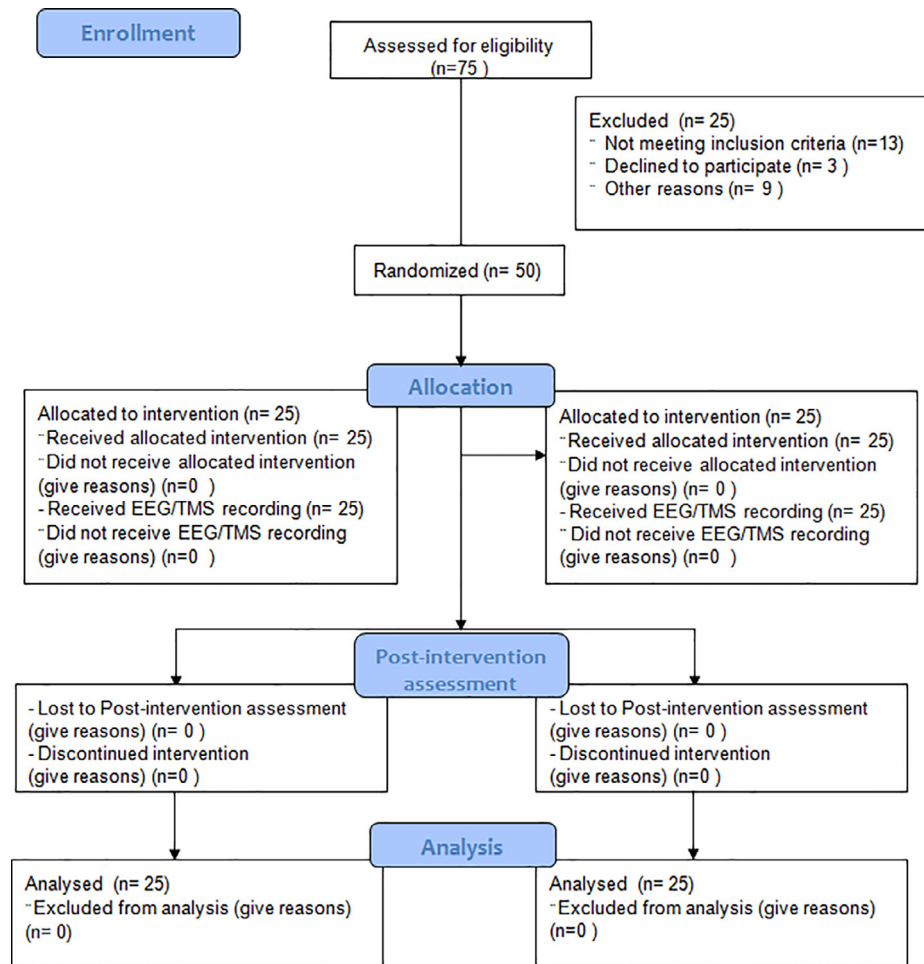 Enrollment
Assessed for eligibility
(n=75 )
Excluded (n= 25)
¨ Not meeting inclusion criteria (n=13)
¨ Declined to participate (n= 3 )
¨ Other reasons (n= 9 )
Randomized (n= 50)
Allocation
Allocated to intervention (n= 25)
¨Received allocated intervention (n= 25)
¨Did not receive allocated intervention
(give reasons) (n=0 )
- Received EEG/TMS recording (n= 25)
¨Did not receive EEG/TMS recording
(give reasons) (n=0 )
Allocated to intervention (n= 25)
¨Received allocated intervention (n= 25)
¨Did not receive allocated intervention
(give reasons) (n= 0 )
- Received EEG/TMS recording (n= 25)
¨ Did not receive EEG/TMS recording
(give reasons) (n=0 )
Post-intervention
assessment
- Lost to Post-intervention assessment
(give reasons) (n= 0 )
- Discontinued intervention
(give reasons) (n=0 )
- Lost to Post-intervention assessment
(give reasons) (n= 0 )
- Discontinued intervention
(give reasons) (n=0 )
Analysis
Analysed (n= 25)
¨Excluded from analysis (give reasons)
(n= 0)
Analysed (n= 25)
¨Excluded from analysis (give reasons)
(n=0 )